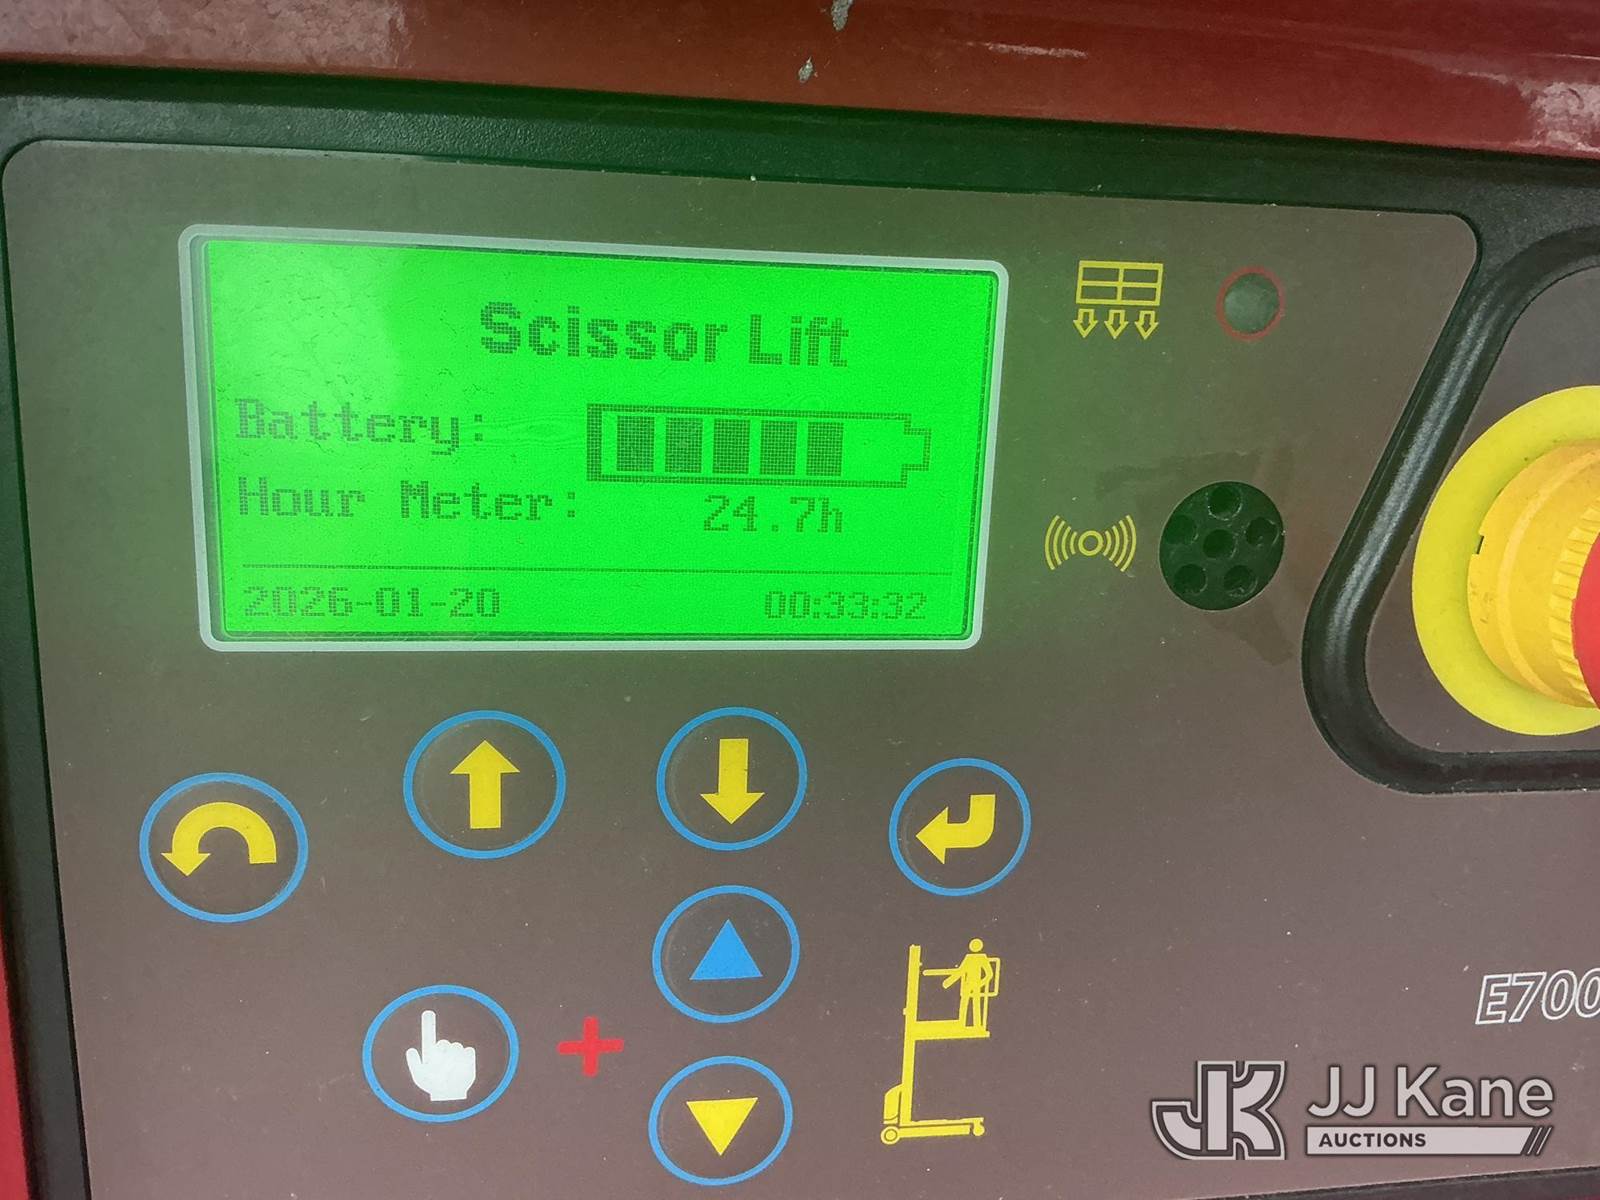 Scissor Lift
Battery:
Hour Meter: 24.7h
2026-01-20 00:33:32
E700
JJ Kane
AUCTIONS